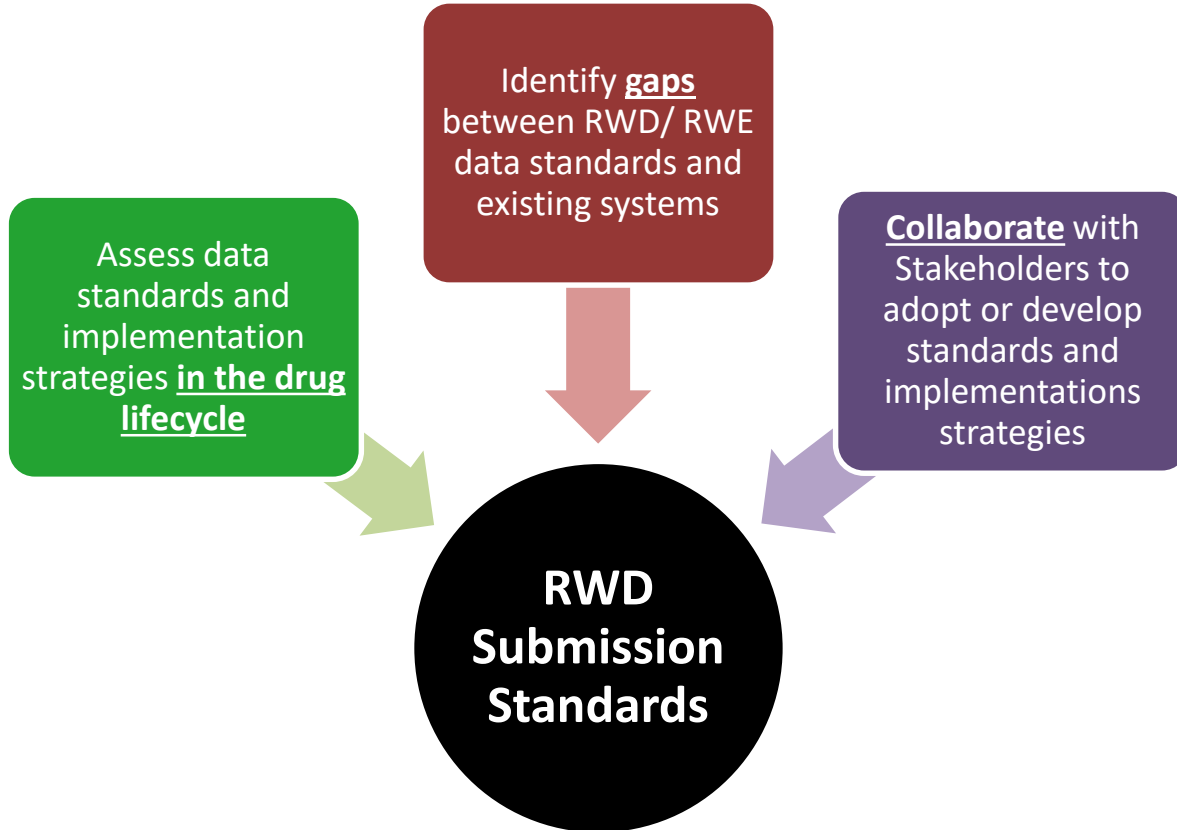 Identify gaps
between RWD/ RWE
data standards and
existing systems
Assess data
standards and
implementation
strategies in the drug
lifecycle
Collaborate with
Stakeholders to
adopt or develop
standards and
implementations
strategies
RWD
Submission
Standards